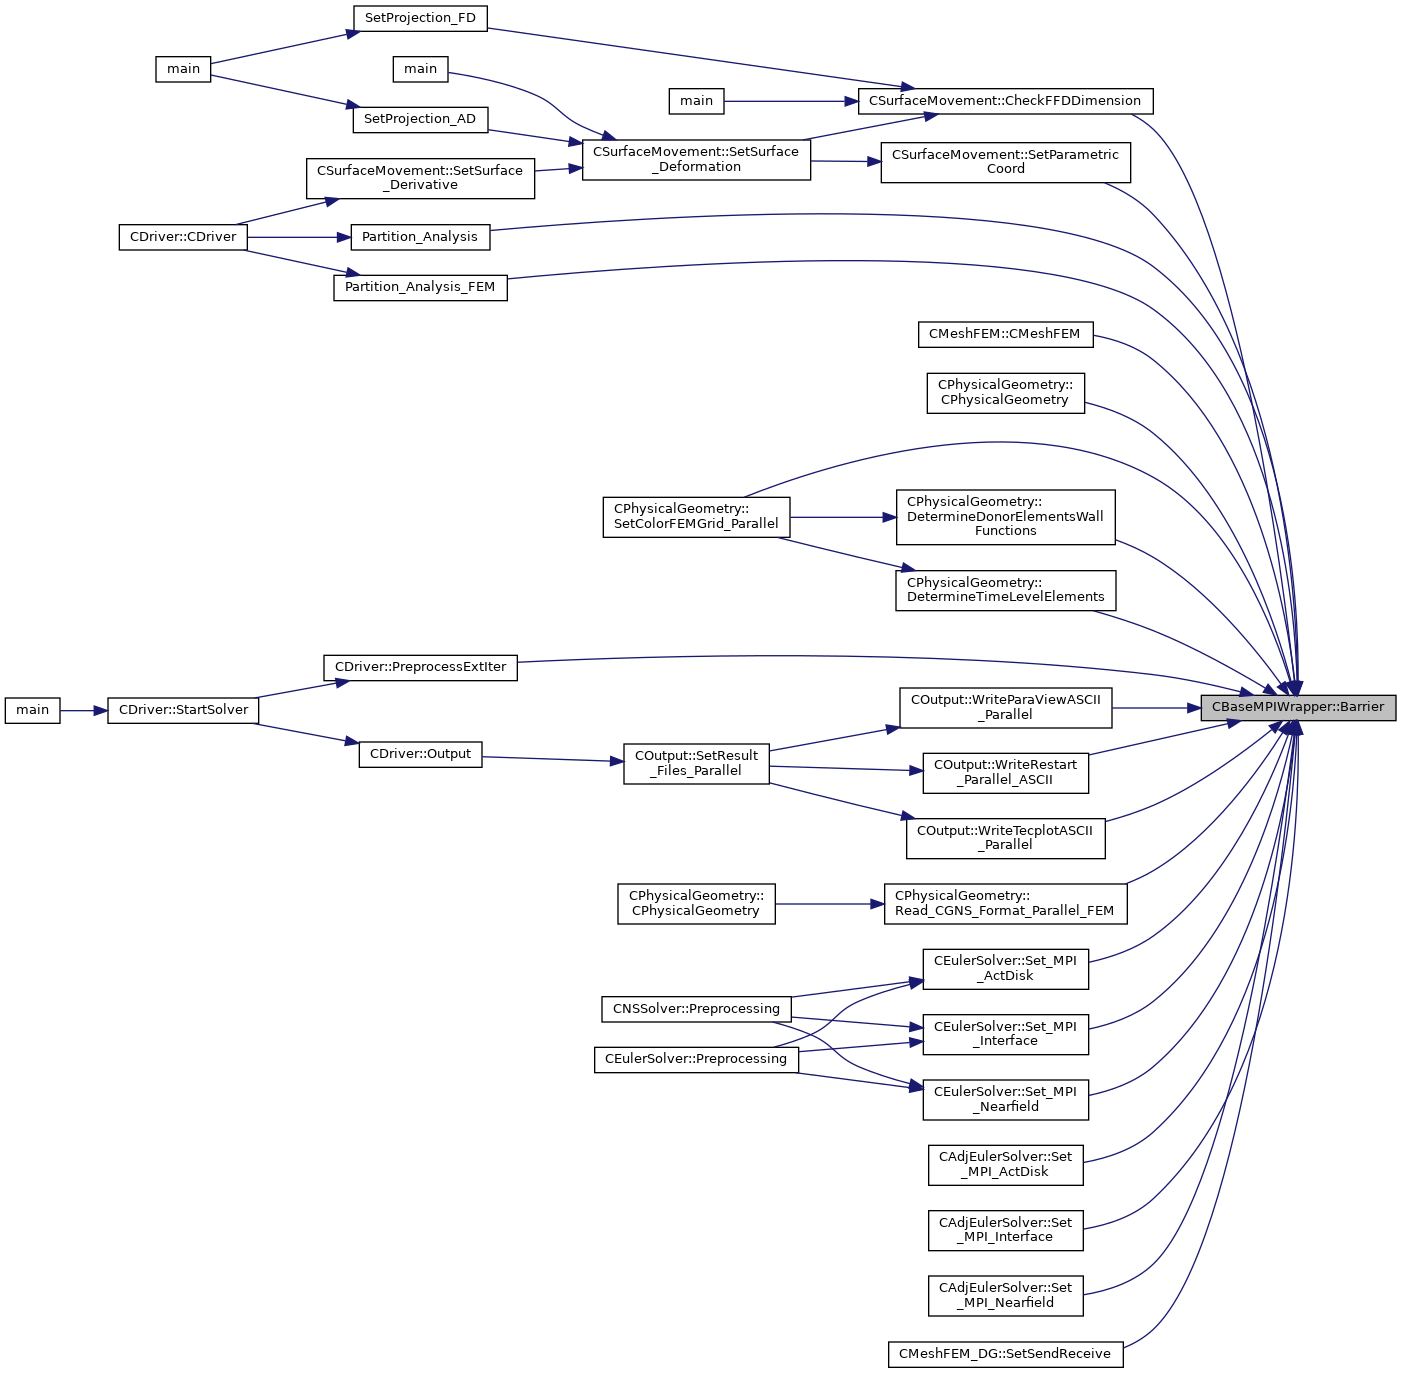 SetProjection_FD
main
main
CSurfaceMovement::CheckFFDDimension
main
SetProjection_AD
CSurfaceMovement::SetSurface
_Deformation
CSurfaceMovement::SetParametric
Coord
CSurfaceMovement::SetSurface
_Derivative
CDriver::CDriver
Partition_Analysis
Partition_Analysis_FEM
CMeshFEM::CMeshFEM
CPhysicalGeometry::
CPhysicalGeometry
CPhysicalGeometry::
SetColorFEMGrid_Parallel
CPhysicalGeometry::
DetermineDonorElementsWall
Functions
CPhysicalGeometry::
DetermineTimeLevelElements
CDriver::PreprocessExtIter
main
CDriver::StartSolver
COutput::WriteParaViewASCII
_Parallel
CBaseMPIWrapper::Barrier
CDriver::Output
COutput::SetResult
_Files_Parallel
COutput::WriteRestart
_Parallel_ASCII
COutput::WriteTecplotASCII
_Parallel
CPhysicalGeometry::
CPhysicalGeometry
CPhysicalGeometry::
Read_CGNS_Format_Parallel_FEM
CEulerSolver::Set_MPI
_ActDisk
CNSSolver::Preprocessing
CEulerSolver::Set_MPI
_Interface
CEulerSolver::Preprocessing
CEulerSolver::Set_MPI
_Nearfield
CAdjEulerSolver::Set
_MPI_ActDisk
CAdjEulerSolver::Set
_MPI_Interface
CAdjEulerSolver::Set
_MPI_Nearfield
CMeshFEM_DG::SetSendReceive